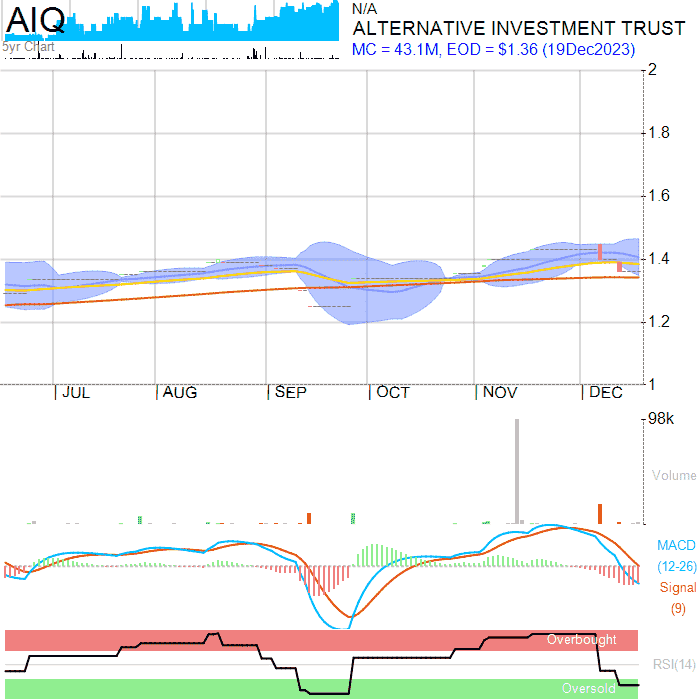 AIQ
5yr Chart
N/A
ALTERNATIVE INVESTMENT TRUST
MC = 43.1M, EOD = $1.36 (19Dec2023)
2
1.8
1.6
1.4
1.2
1
JUL AUG SEP OCT NOV DEC
98k
Volume
MACD
(12-26)
Signal
(9)
Overbought
RSI(14)
Oversold